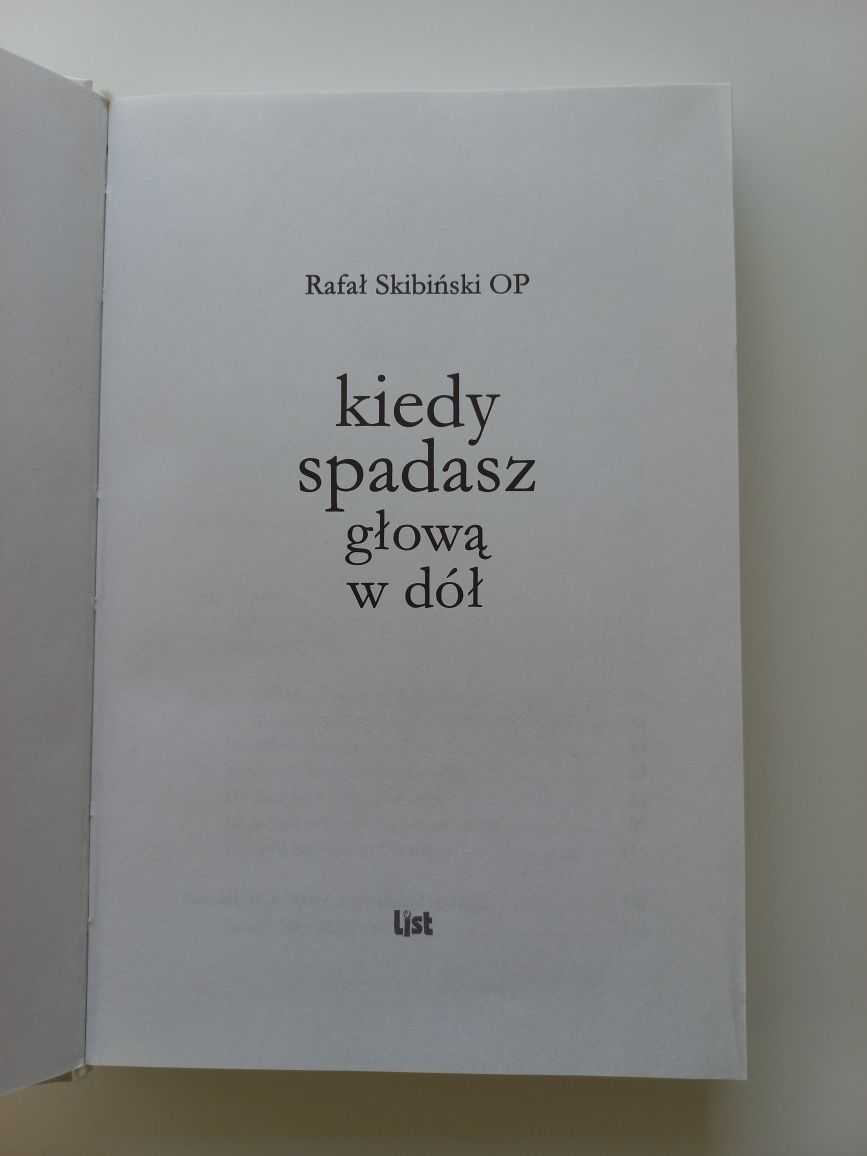 Rafał Skibiński OP
kiedy
spadasz
głową
w dół
List